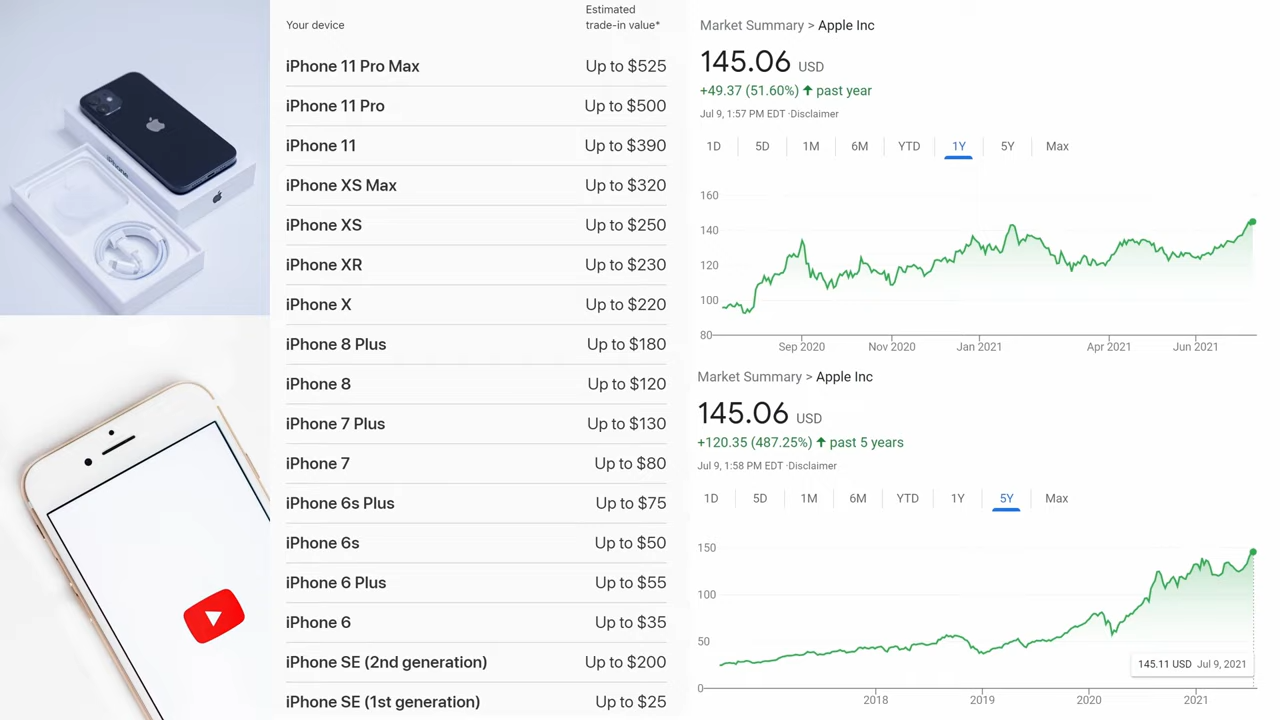 Your device
Estimated
trade-in value*
iPhone 11 Pro Max Up to $525
iPhone 11 Pro Up to $500
iPhone 11 Up to $390
iPhone XS Max Up to $320
iPhone XS Up to $250
iPhone XR Up to $230
iPhone X Up to $220
iPhone 8 Plus Up to $180
iPhone 8 Up to $120
iPhone 7 Plus Up to $130
iPhone 7 Up to $80
iPhone 6s Plus Up to $75
iPhone 6s Up to $50
iPhone 6 Plus Up to $55
iPhone 6 Up to $35
iPhone SE (2nd generation) Up to $200
iPhone SE (1st generation) Up to $25
Market Summary > Apple Inc
145.06 USD
+49.37 (51.60%) ↑ past year
Jul 9, 1:57 PM EDT ·Disclaimer
1D 5D 1M 6M YTD 1Y 5Y Max
160
140
120
100
80
Sep 2020 Nov 2020 Jan 2021 Apr 2021 Jun 2021
Market Summary > Apple Inc
145.06 USD
+120.35 (487.25%) ↑ past 5 years
Jul 9, 1:58 PM EDT ·Disclaimer
1D 5D 1M 6M YTD 1Y 5Y Max
150
100
50
145.11 USD Jul 9, 2021
0
2018 2019 2020 2021
iPhone